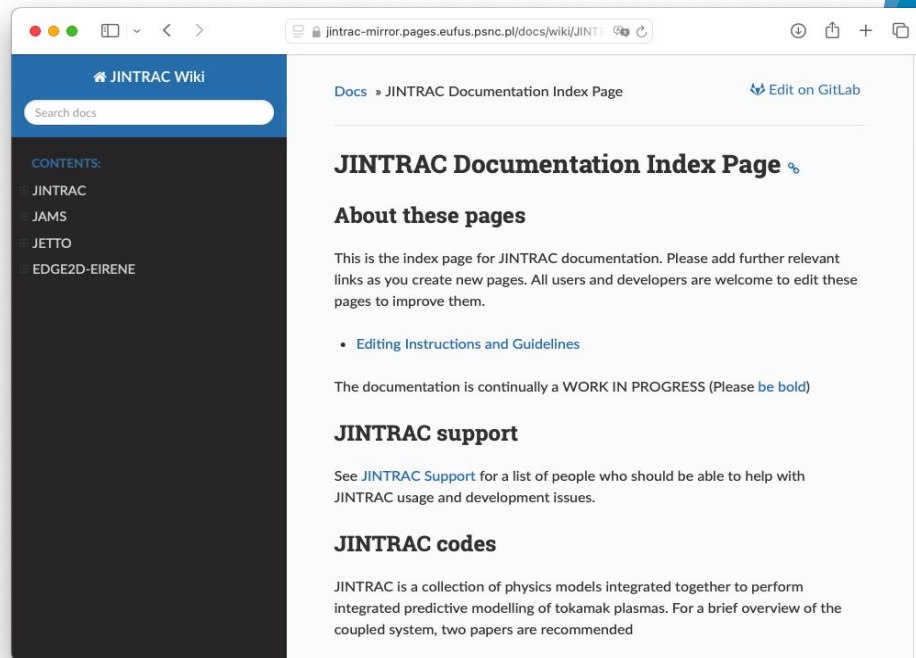 jintrac-mirror.pages.eufus.psnc.pl/docs/wiki/JINT
JINTRAC Wiki
Search docs
CONTENTS:
JINTRAC
JAMS
JETTO
EDGE2D-EIRENE
Docs » JINTRAC Documentation Index Page
Edit on GitLab
JINTRAC Documentation Index Page
About these pages
This is the index page for JINTRAC documentation. Please add further relevant
links as you create new pages. All users and developers are welcome to edit these
pages to improve them.
• Editing Instructions and Guidelines
The documentation is continually a WORK IN PROGRESS (Please be bold)
JINTRAC support
See JINTRAC Support for a list of people who should be able to help with
JINTRAC usage and development issues.
JINTRAC codes
JINTRAC is a collection of physics models integrated together to perform
integrated predictive modelling of tokamak plasmas. For a brief overview of the
coupled system, two papers are recommended